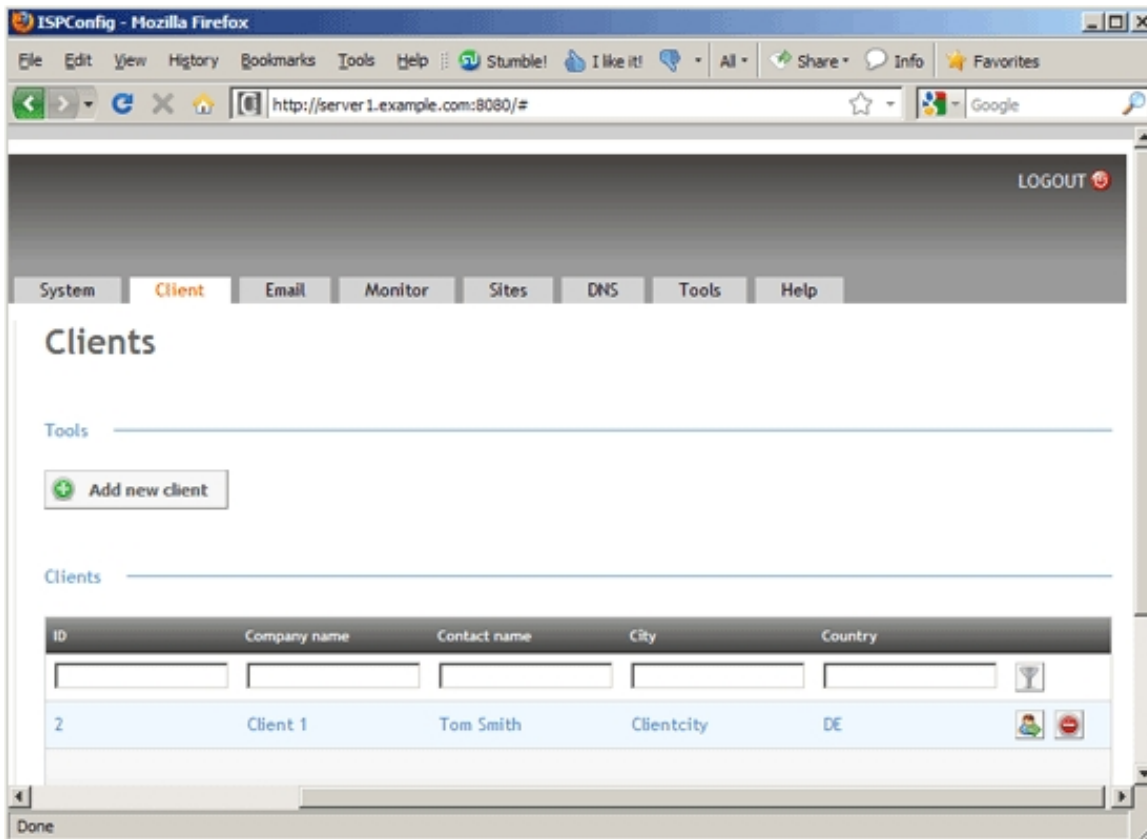 ISPConfig - Mozilla Firefox
File Edit View History Bookmarks Tools Help Stumble! I like it! All Share Info Favorites
http://server1.example.com:8080/# Google
LOGOUT
System Client Email Monitor Sites DNS Tools Help
Clients
Tools
Add new client
Clients
ID Company name Contact name City Country
2 Client 1 Tom Smith Clientcity DE
Done